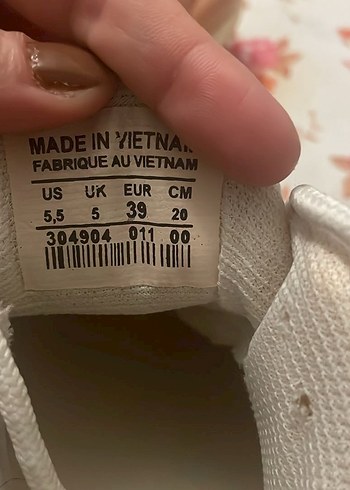 MADE IN VIETNAM
FABRIQUE AU VIETNAM
US UK EUR CM
5,5 5 39 20
304904 011 00